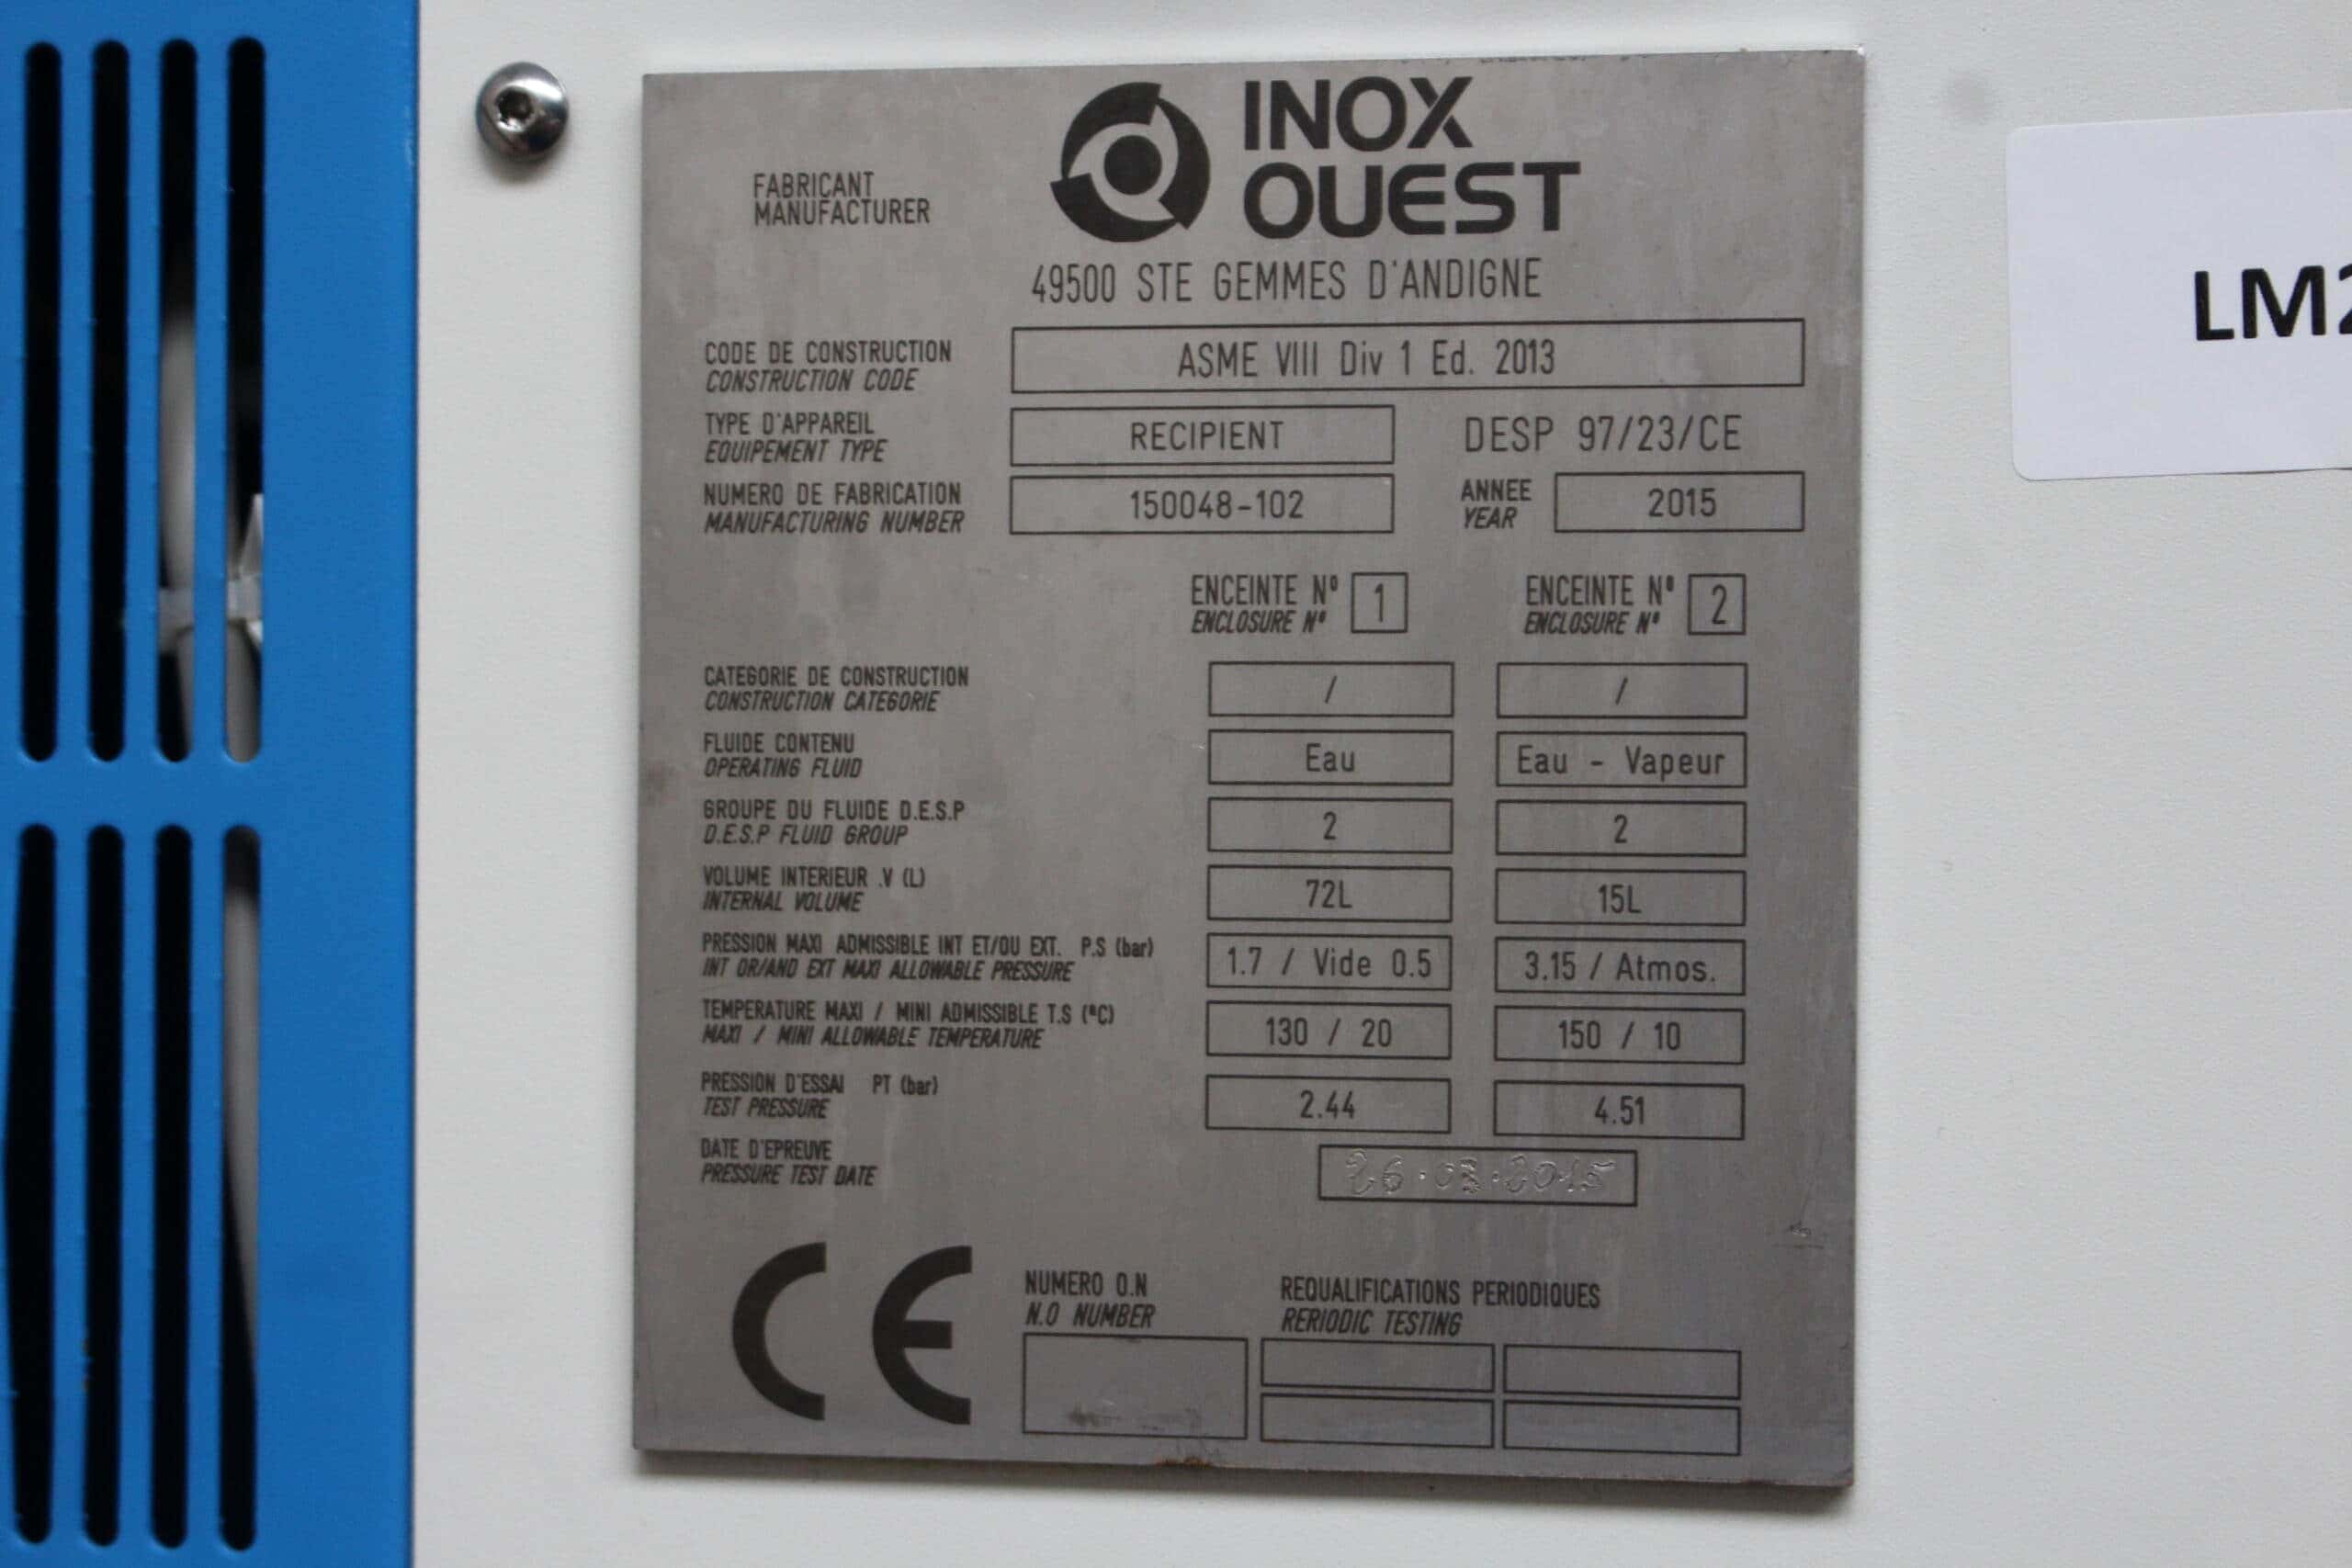 INOX
OUEST
FABRICANT
MANUFACTURER
49500 STE GEMMES D'ANDIGNE
CODE DE CONSTRUCTION
CONSTRUCTION CODE
ASME VIII Div 1 Ed. 2013
TYPE D'APPAREIL
EQUIPEMENT TYPE
RECIPIENT
DESP 97/23/CE
NUMERO DE FABRICATION
MANUFACTURING NUMBER
150048-102
ANNEE
YEAR
2015
ENCEINTE Nº 1
ENCLOSURE Nº
ENCEINTE Nº 2
ENCLOSURE Nº
CATEGORIE DE CONSTRUCTION
CONSTRUCTION CATEGORIE
/ /
FLUIDE CONTENU
OPERATING FLUID
Eau Eau - Vapeur
GROUPE DU FLUIDE D.E.S.P
D.E.S.P FLUID GROUP
2 2
VOLUME INTERIEUR .V (L)
INTERNAL VOLUME
72L 15L
PRESSION MAXI ADMISSIBLE INT ET/OU EXT. P.S (bar)
INT OR/AND EXT MAXI ALLOWABLE PRESSURE
1.7 / Vide 0.5 3.15 / Atmos.
TEMPERATURE MAXI / MINI ADMISSIBLE T.S (ºC)
MAXI / MINI ALLOWABLE TEMPERATURE
130 / 20 150 / 10
PRESSION D'ESSAI PT (bar)
TEST PRESSURE
2.44 4.51
DATE D'EPREUVE
PRESSURE TEST DATE
CE
NUMERO O.N
N.O NUMBER
REQUALIFICATIONS PERIODIQUES
RERIODIC TESTING
LM2